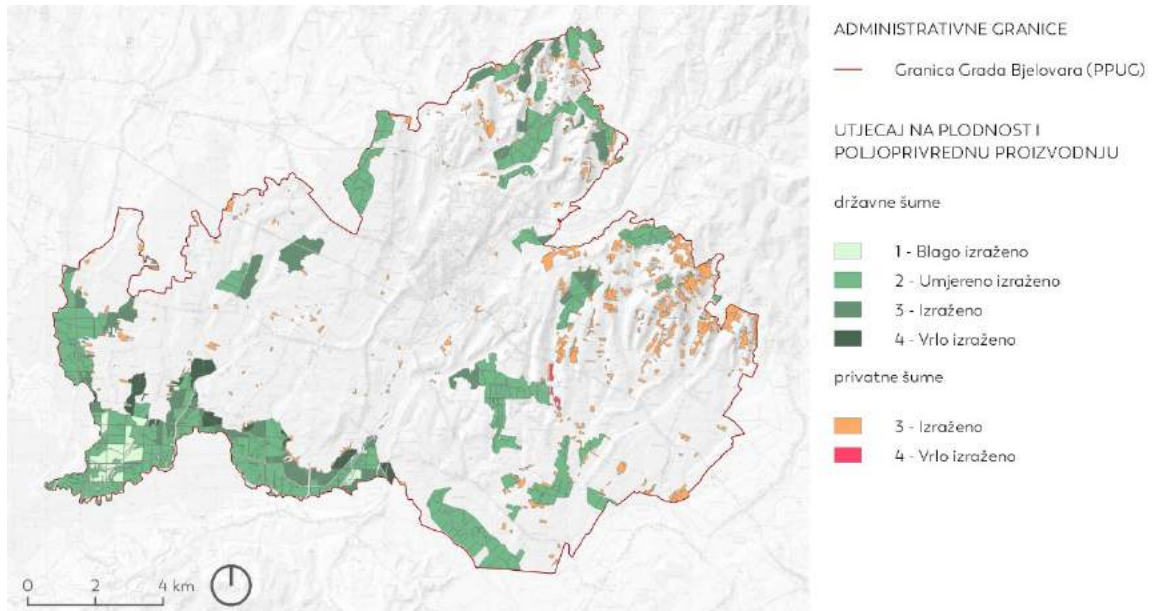 ADMINISTRATIVNE GRANICE
Granica Grada Bjelovara (PPUG)
UTJECAJ NA PLODNOST I
POLJOPRIVREDNU PROIZVODNJU
državne šume
1 - Blago izraženo
2 - Umjereno izraženo
3 - Izraženo
4 - Vrlo izraženo
privatne šume
3 - Izraženo
4 - Vrlo izraženo
0 2 4 km